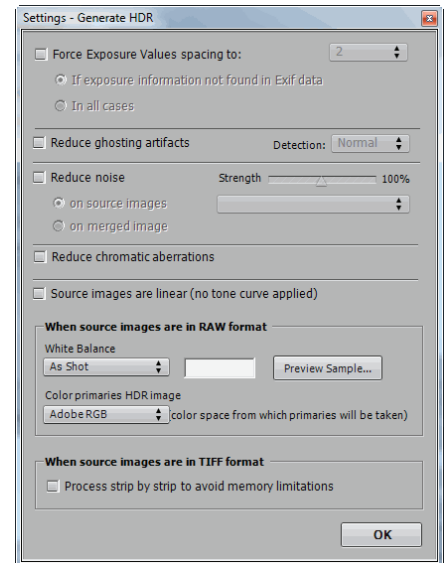 Settings - Generate HDR
Force Exposure Values spacing to: 2
If exposure information not found in Exif data
In all cases
Reduce ghosting artifacts Detection: Normal
Reduce noise Strength 100%
on source images
on merged image
Reduce chromatic aberrations
Source images are linear (no tone curve applied)
When source images are in RAW format
White Balance
As Shot Preview Sample...
Color primaries HDR image
Adobe RGB (color space from which primaries will be taken)
When source images are in TIFF format
Process strip by strip to avoid memory limitations
OK